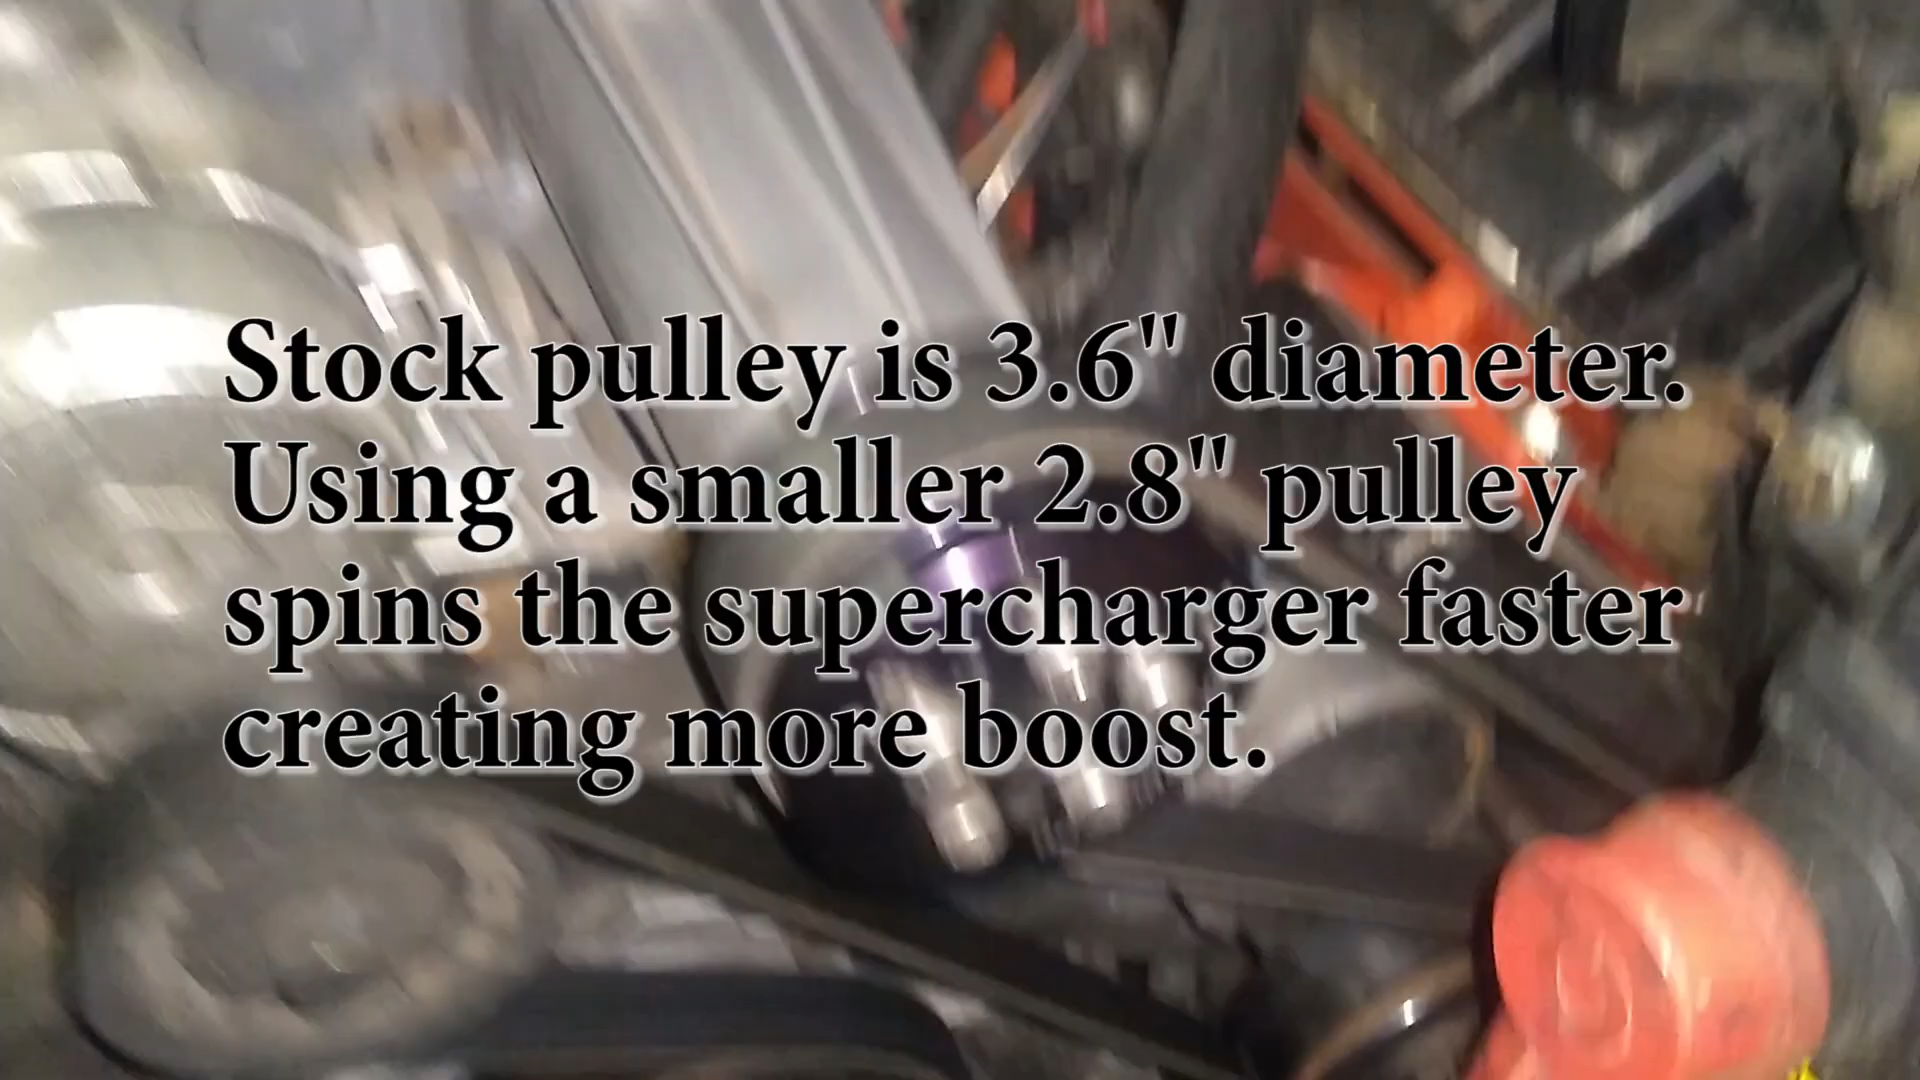 Stock pulley is 3.6" diameter.
Using a smaller 2.8" pulley
spins the supercharger faster
creating more boost.